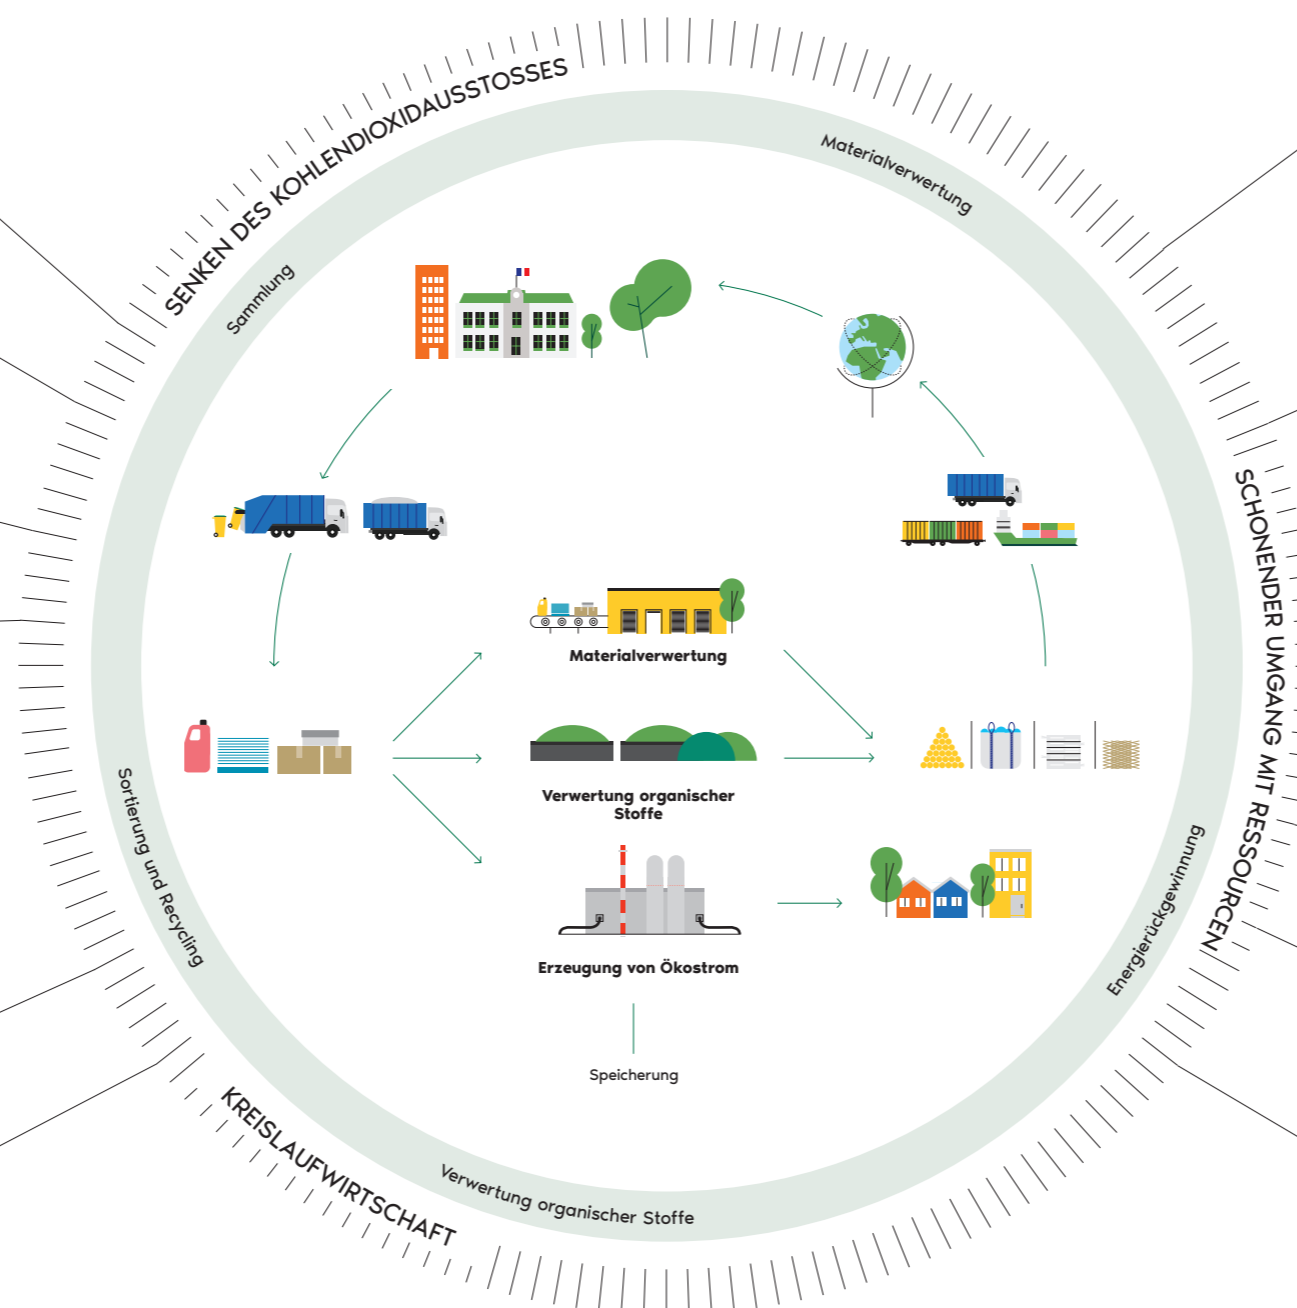 SENKEN DES KOHLENDIOXIDAUSSTOSSES
Materialverwertung
Sammlung
SCHONENDER UMGANG MIT RESSOURCEN
Materialverwertung
Verwertung organischer
Stoffe
Sortierung und Recycling
Energierückgewinnung
Erzeugung von Ökostrom
Speicherung
KREISLAUFWIRTSCHAFT
Verwertung organischer Stoffe